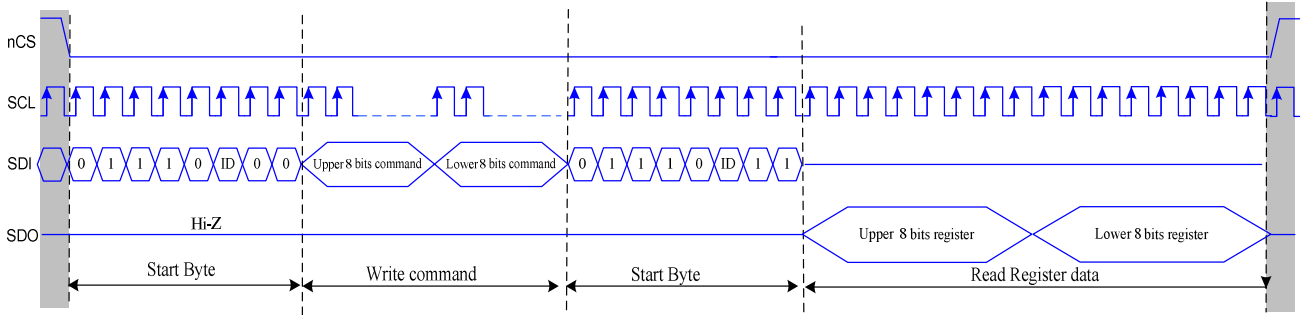 nCS
SCL
SDI 0 1 1 1 0 ID 0 0 Upper 8 bits command Lower 8 bits command 0 1 1 1 0 ID 1 1
Hi-Z
SDO Upper 8 bits register Lower 8 bits register
Start Byte Write command Start Byte Read Register data